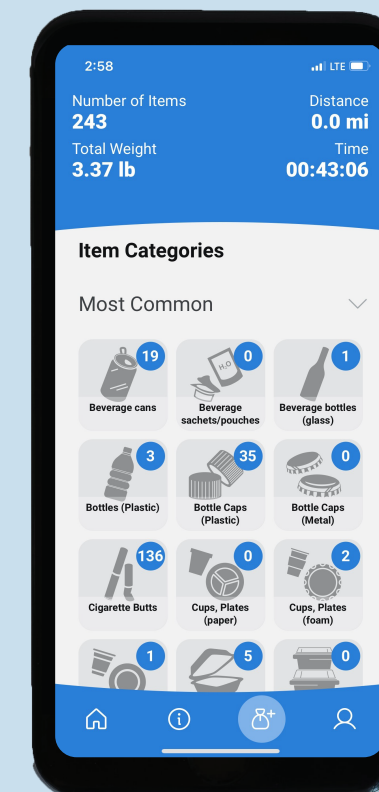 2:58
LTE
Number of Items
Distance
243
0.0 mi
Total Weight
Time
3.37 lb
00:43:06
Item Categories
Most Common
19
H₂O
0
1
Beverage cans
Beverage
sachets/pouches
Beverage bottles
(glass)
3
35
0
Bottles (Plastic)
Bottle Caps
(Plastic)
Bottle Caps
(Metal)
136
0
2
Cigarette Butts
Cups, Plates
(paper)
Cups, Plates
(foam)
1
5
0